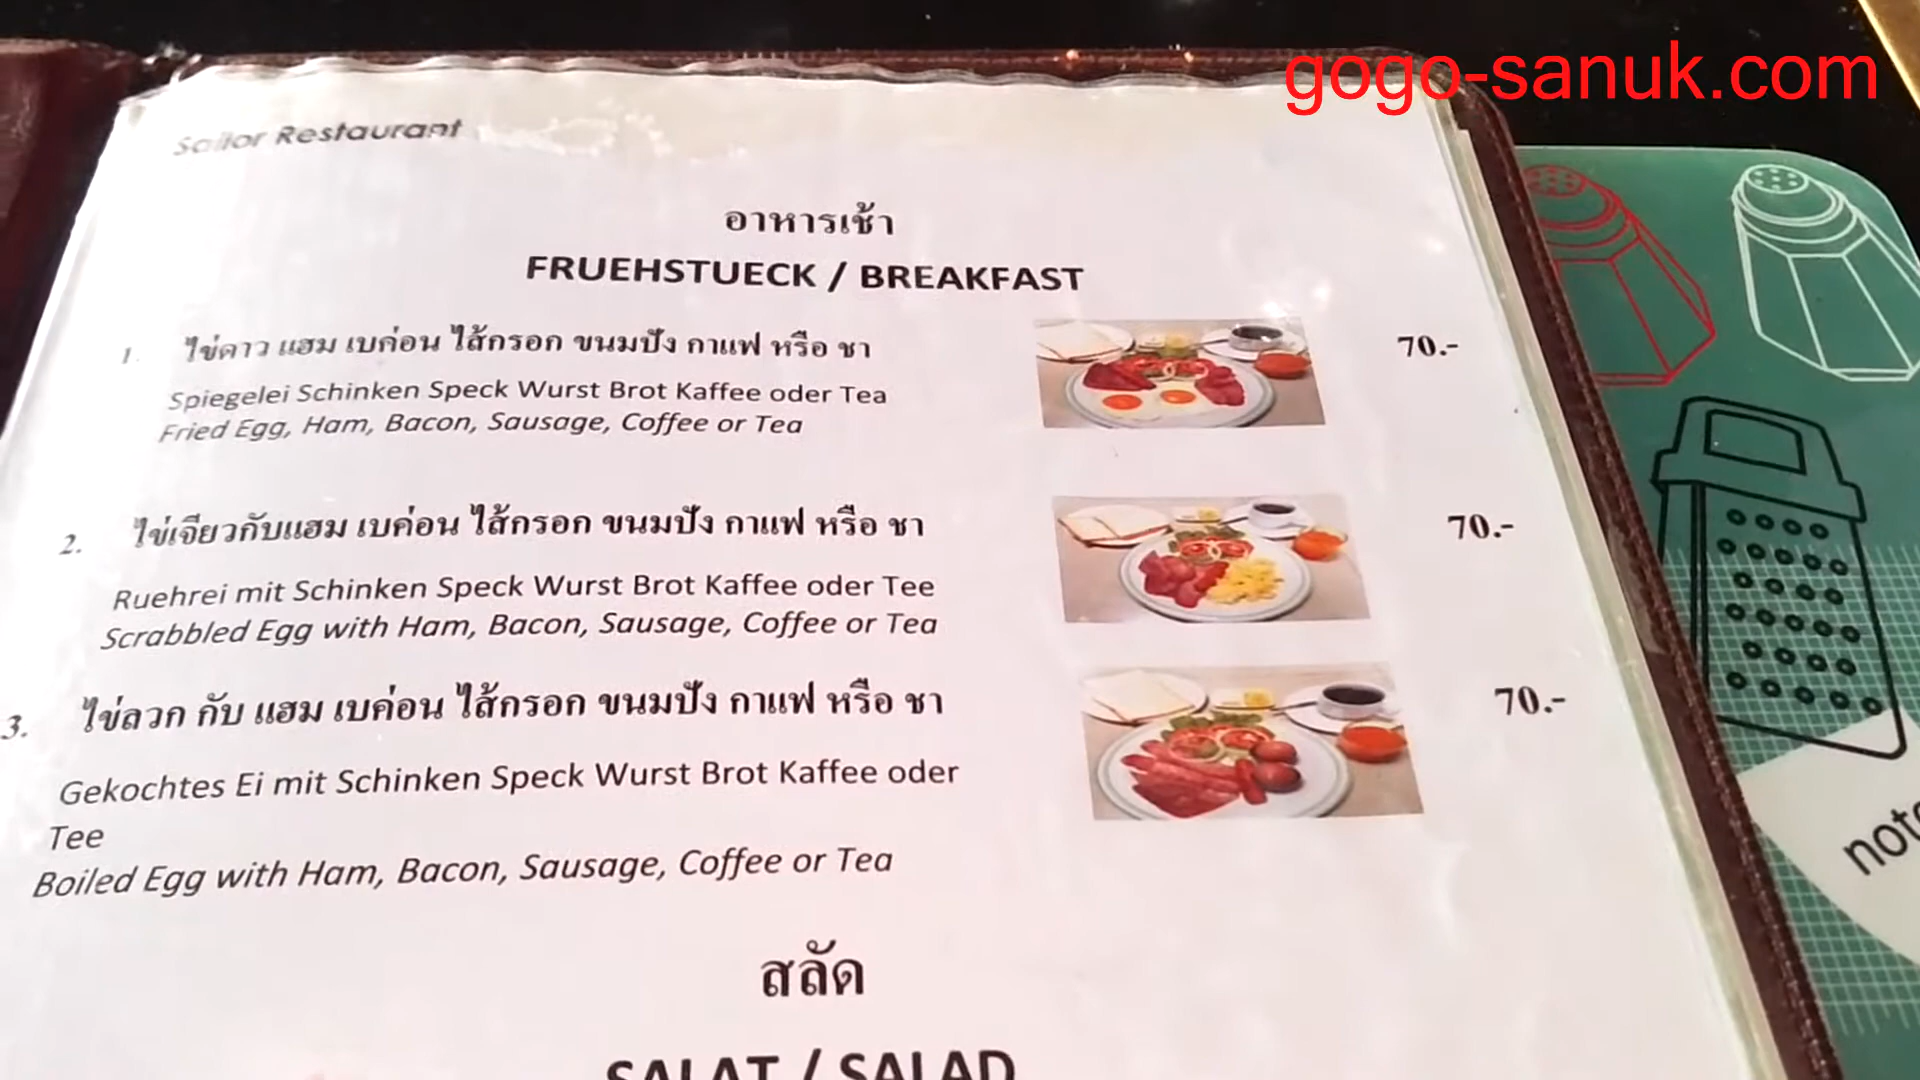 gogo-sanuk.com
Sailor Restaurant
อาหารเช้า
FRUEHSTUECK / BREAKFAST
1. ไข่ดาว แฮม เบค่อน ไส้กรอก ขนมปัง กาแฟ หรือ ชา 70.-
Spiegelei Schinken Speck Wurst Brot Kaffee oder Tea
Fried Egg, Ham, Bacon, Sausage, Coffee or Tea
2. ไข่เจียวกับแฮม เบค่อน ไส้กรอก ขนมปัง กาแฟ หรือ ชา 70.-
Ruehrei mit Schinken Speck Wurst Brot Kaffee oder Tee
Scrabbled Egg with Ham, Bacon, Sausage, Coffee or Tea
3. ไข่ลวก กับ แฮม เบค่อน ไส้กรอก ขนมปัง กาแฟ หรือ ชา 70.-
Gekochtes Ei mit Schinken Speck Wurst Brot Kaffee oder
Tee
Boiled Egg with Ham, Bacon, Sausage, Coffee or Tea
สลัด
SALAT / SALAD